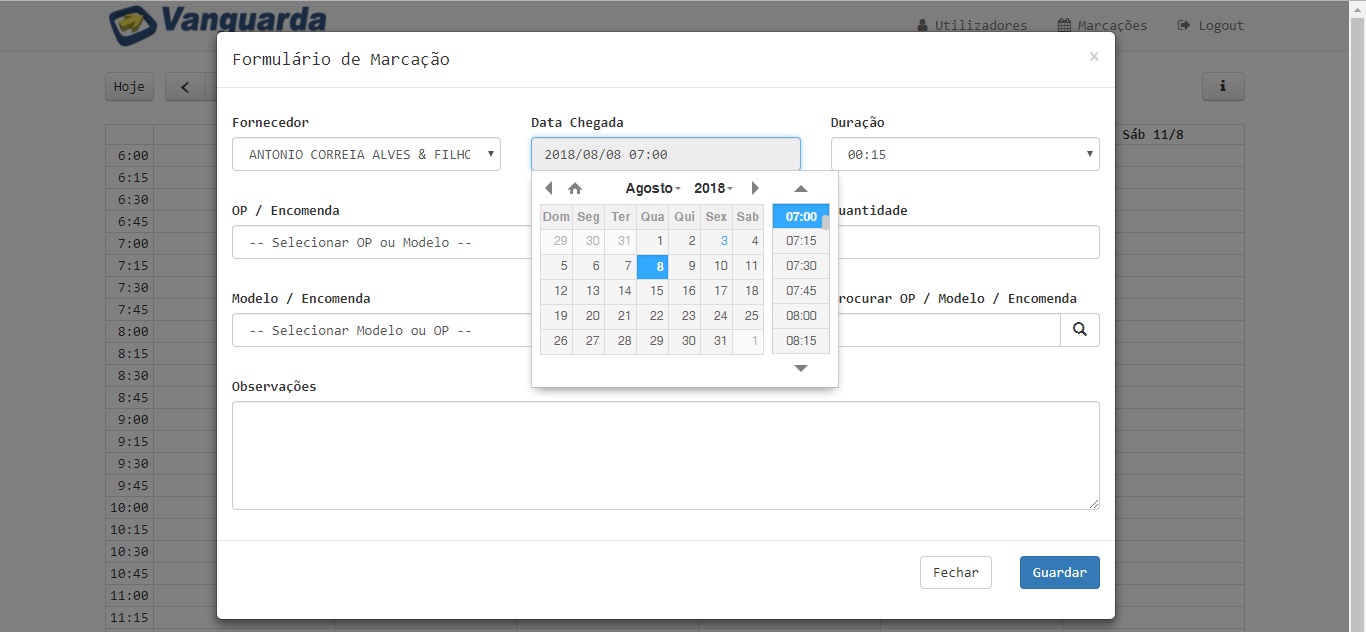 Vanguarda
Utilizadores Marcações Logout
Formulário de Marcação ×
Hoje < i
Fornecedor Data Chegada Duração
ANTONIO CORREIA ALVES & FILHO 2018/08/08 07:00 00:15
Sáb 11/8
Agosto 2018
Dom Seg Ter Qua Qui Sex Sab
29 30 31 1 2 3 4
5 6 7 8 9 10 11
12 13 14 15 16 17 18
19 20 21 22 23 24 25
26 27 28 29 30 31 1
07:00
07:15
07:30
07:45
08:00
08:15
OP / Encomenda uantidade
-- Selecionar OP ou Modelo --
Modelo / Encomenda rocurar OP / Modelo / Encomenda
-- Selecionar Modelo ou OP --
Observações
Fechar Guardar
6:00
6:15
6:30
6:45
7:00
7:15
7:30
7:45
8:00
8:15
8:30
8:45
9:00
9:15
9:30
9:45
10:00
10:15
10:30
10:45
11:00
11:15